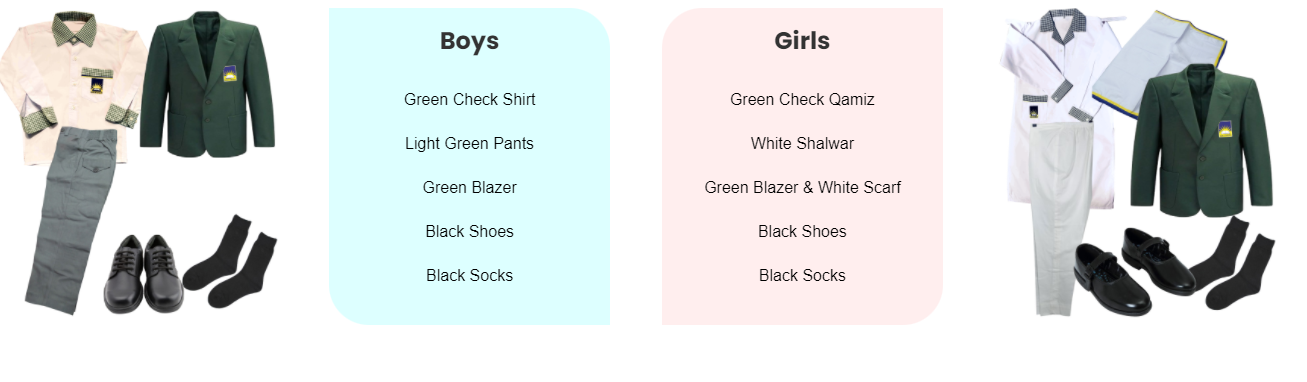 Boys
Green Check Shirt
Light Green Pants
Green Blazer
Black Shoes
Black Socks
Girls
Green Check Qamiz
White Shalwar
Green Blazer & White Scarf
Black Shoes
Black Socks